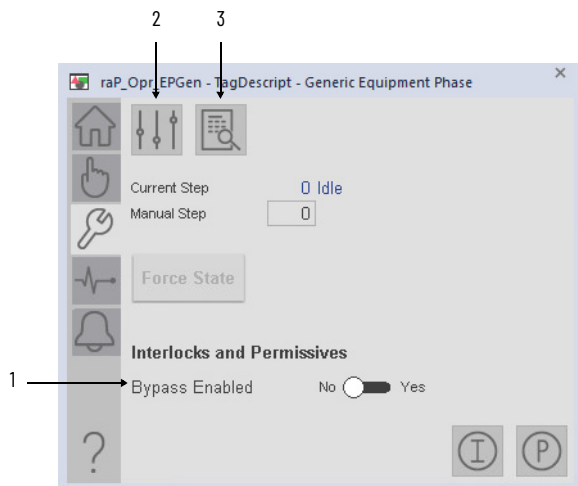 2 3
raP_Opr_EPGen - TagDescript - Generic Equipment Phase
Current Step 0 Idle
Manual Step 0
Force State
Interlocks and Permissives
1 Bypass Enabled No Yes
? I P